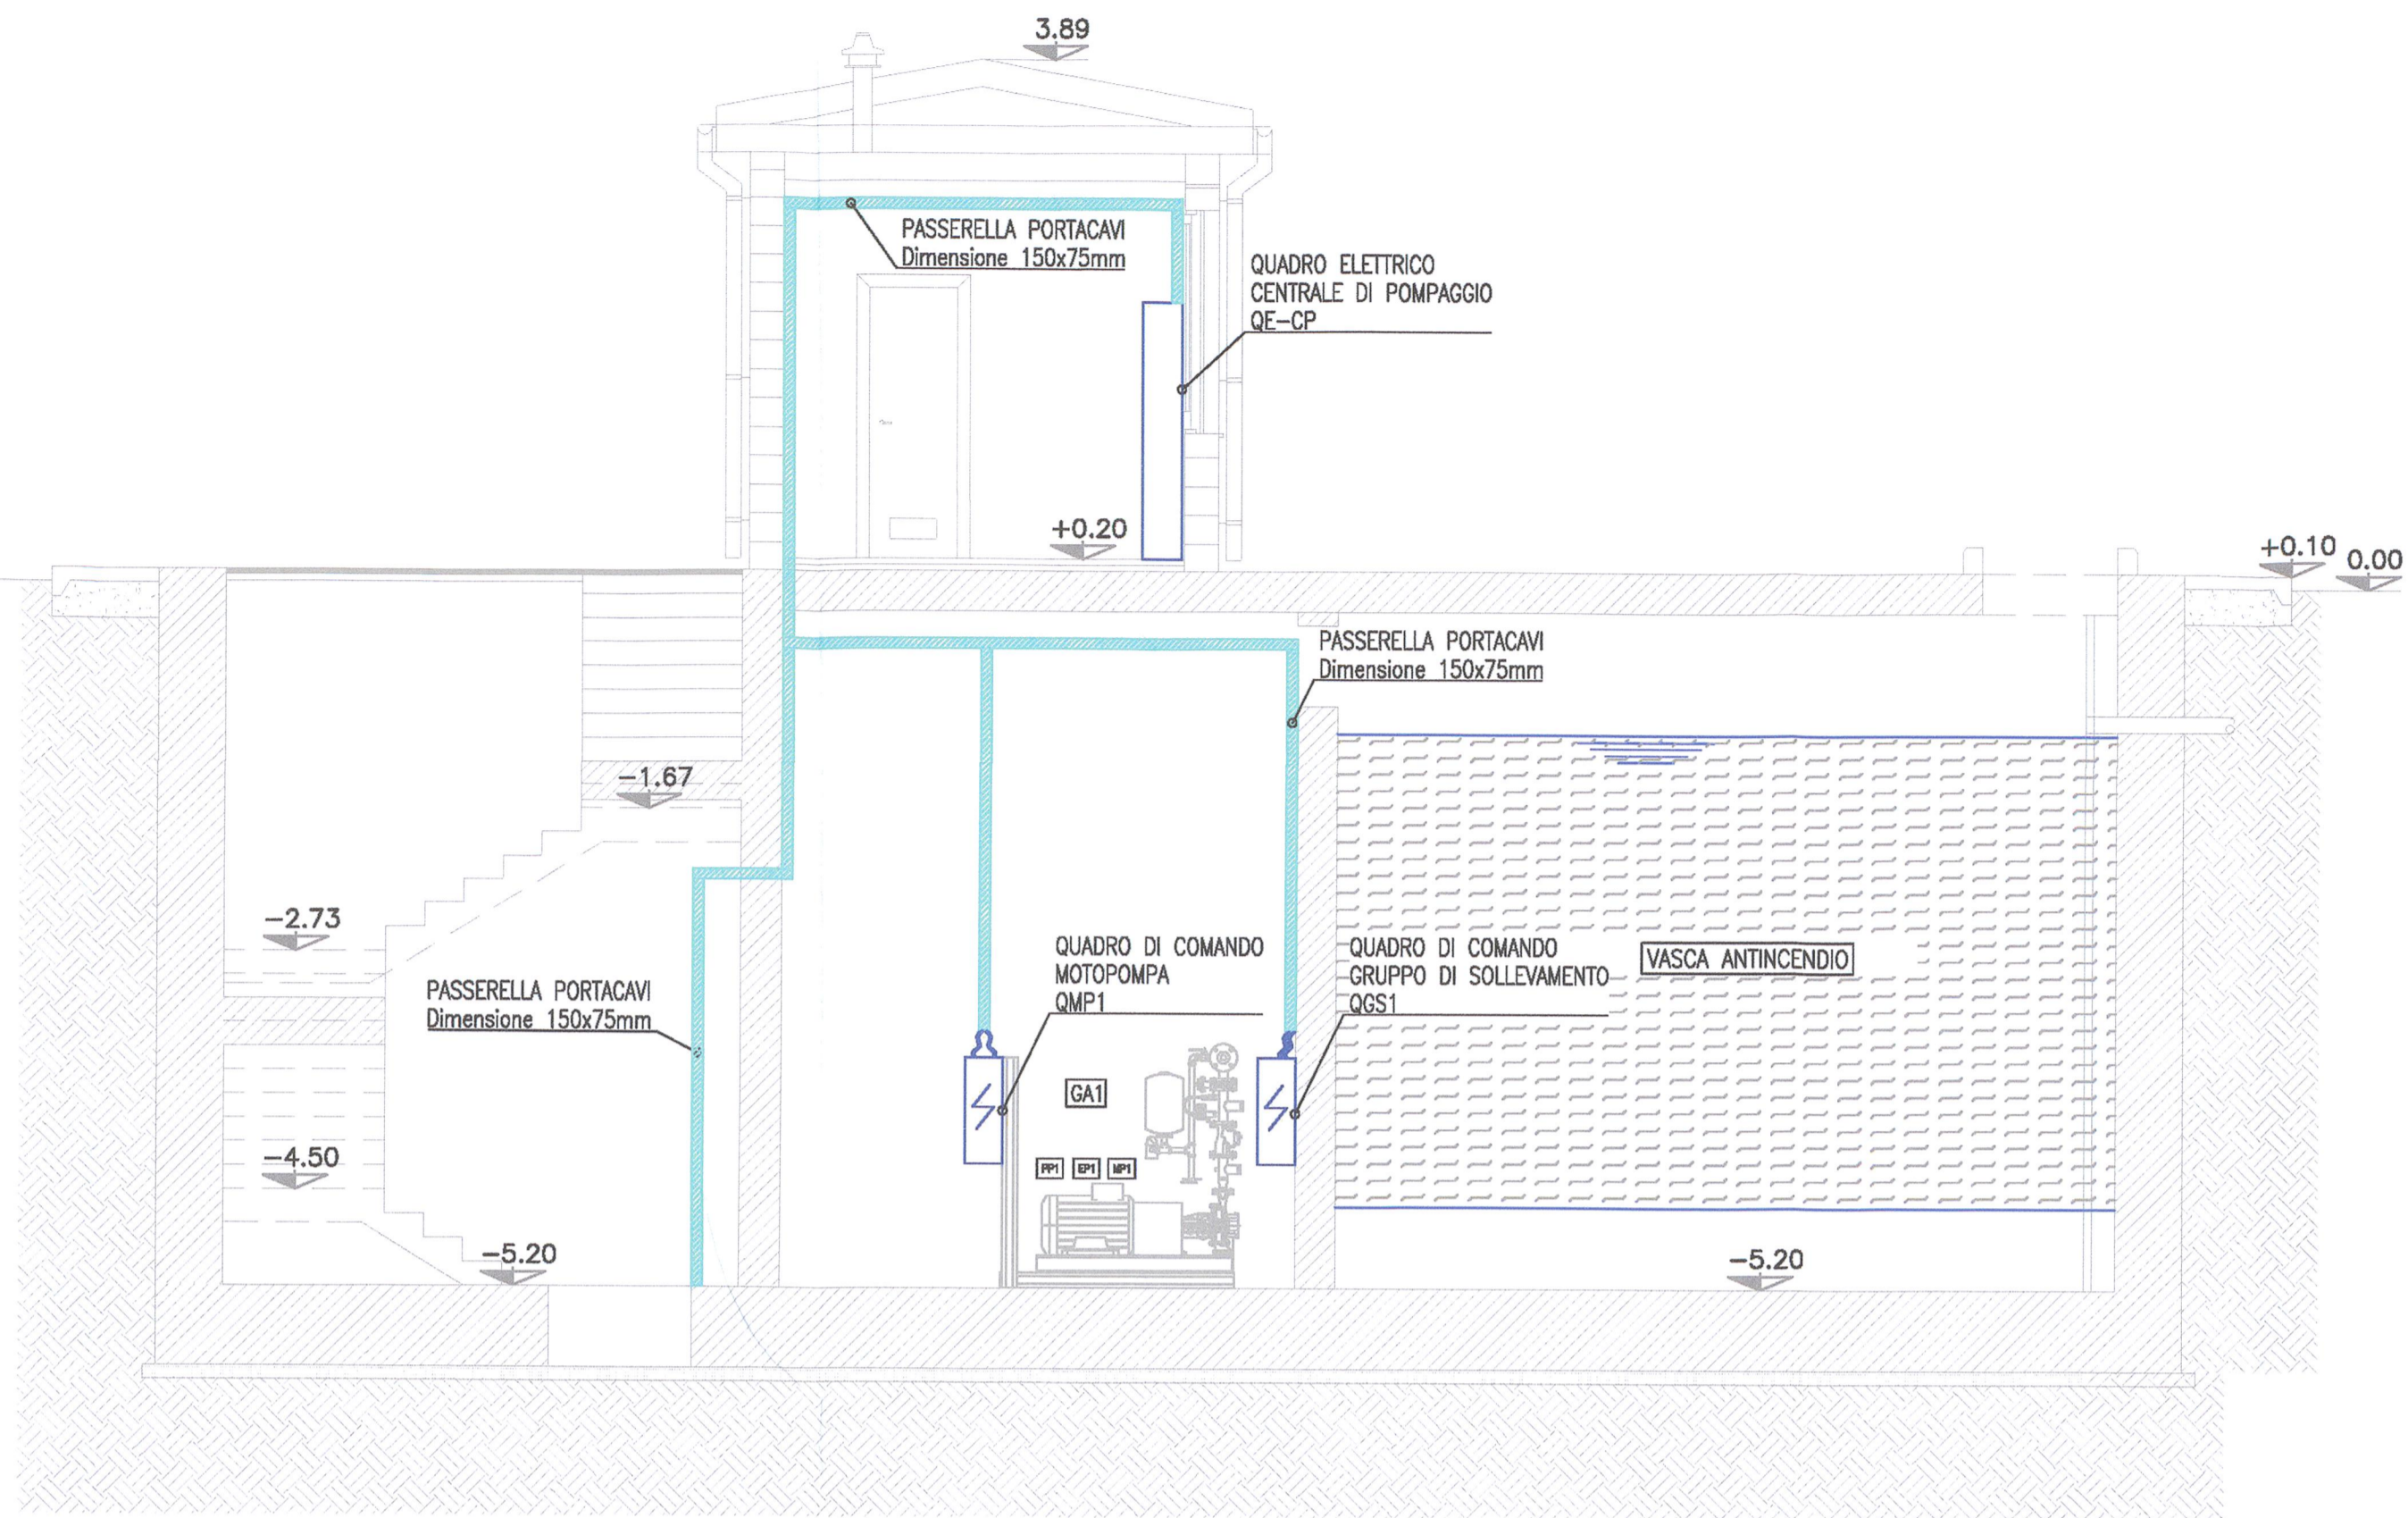 3.89
PASSERELLA PORTACAVI
Dimensione 150x75mm
QUADRO ELETTRICO
CENTRALE DI POMPAGGIO
QE-CP
+0.20
+0.10
0.00
PASSERELLA PORTACAVI
Dimensione 150x75mm
-1.67
-2.73
PASSERELLA PORTACAVI
Dimensione 150x75mm
QUADRO DI COMANDO
MOTOPOMPA
QMP1
QUADRO DI COMANDO
GRUPPO DI SOLLEVAMENTO
QGS1
VASCA ANTINCENDIO
GA1
PP1
EP1
MP1
-4.50
-5.20
-5.20